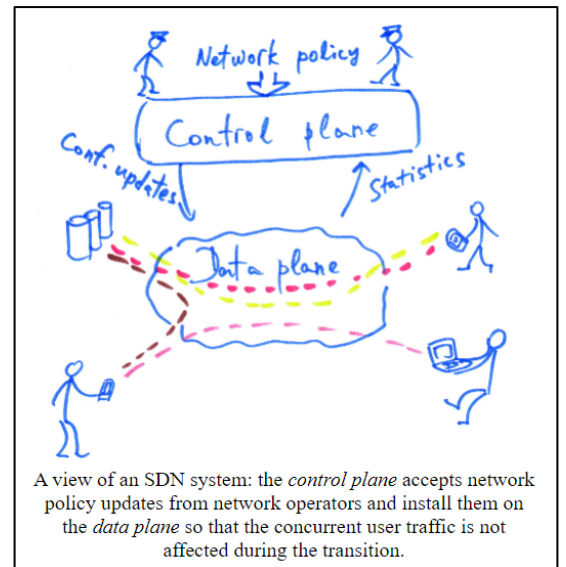 Network policy
Control plane
Conf. updates
Statistics
Data plane
A view of an SDN system: the control plane accepts network
policy updates from network operators and install them on
the data plane so that the concurrent user traffic is not
affected during the transition.